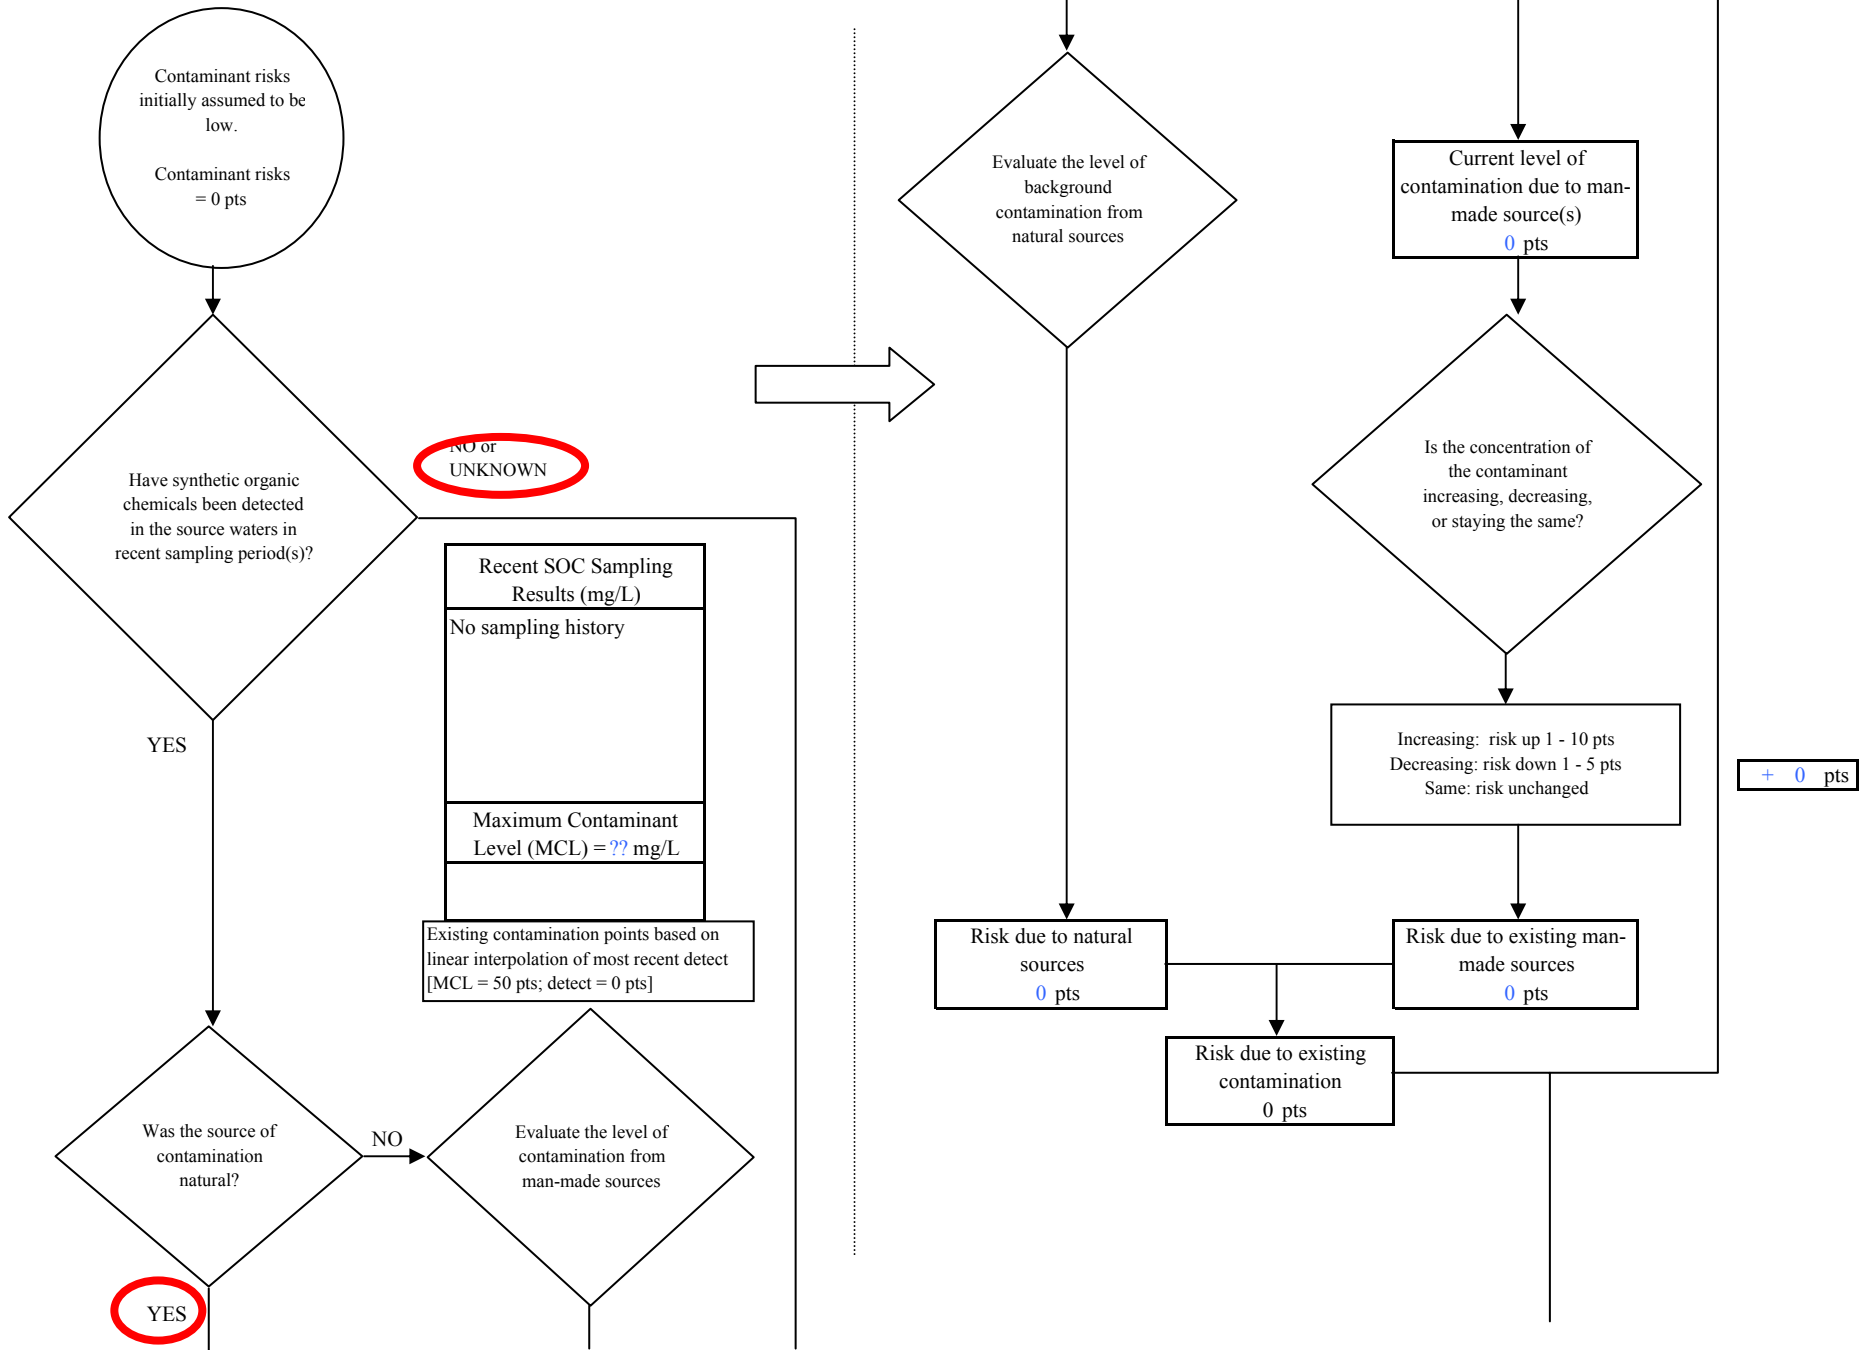 Contaminant risks
initially assumed to be
low.
Contaminant risks
= 0 pts
Have synthetic organic
chemicals been detected
in the source waters in
recent sampling period(s)?
NO or
UNKNOWN
Recent SOC Sampling
Results (mg/L)
No sampling history
Maximum Contaminant
Level (MCL) = ?? mg/L
Existing contamination points based on
linear interpolation of most recent detect
[MCL = 50 pts; detect = 0 pts]
YES
Was the source of
contamination
natural?
NO
Evaluate the level of
contamination from
man-made sources
YES
Evaluate the level of
background
contamination from
natural sources
Current level of
contamination due to man-
made source(s)
0 pts
Is the concentration of
the contaminant
increasing, decreasing,
or staying the same?
Increasing: risk up 1 - 10 pts
Decreasing: risk down 1 - 5 pts
Same: risk unchanged
+ 0 pts
Risk due to natural
sources
0 pts
Risk due to existing man-
made sources
0 pts
Risk due to existing
contamination
0 pts